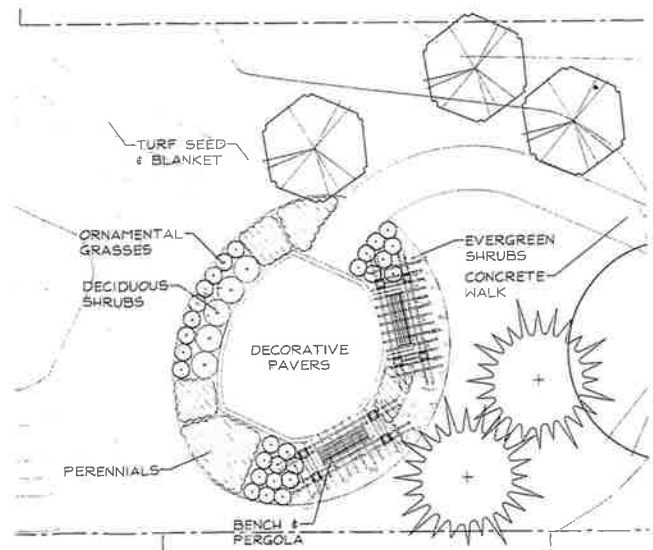 TURF SEED
& BLANKET
ORNAMENTAL
GRASSES
EVERGREEN
SHRUBS
DECIDUOUS
SHRUBS
CONCRETE
WALK
DECORATIVE
PAVERS
PERENNIALS
BENCH &
PERGOLA